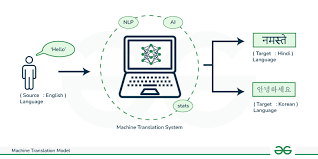 NLP
AI
'Hello'
नमस्ते
( Target : Hindi )
Language
( Source : English )
Language
안녕하세요
( Target : Korean )
Language
stats
Machine Translation System
Machine Translation Model